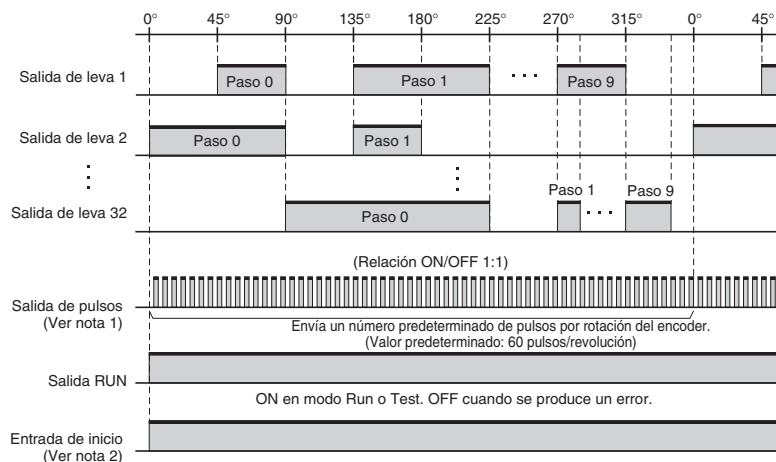 0° 45° 90° 135° 180° 225° 270° 315° 0° 45°
Salida de leva 1
Paso 0
Paso 1
Paso 9
Salida de leva 2
Paso 0
Paso 1
Paso 1
Paso 9
Salida de leva 32
Paso 0
(Relación ON/OFF 1:1)
Salida de pulsos
(Ver nota 1)
Envía un número predeterminado de pulsos por rotación del encoder.
(Valor predeterminado: 60 pulsos/revolución)
Salida RUN
ON en modo Run o Test. OFF cuando se produce un error.
Entrada de inicio
(Ver nota 2)